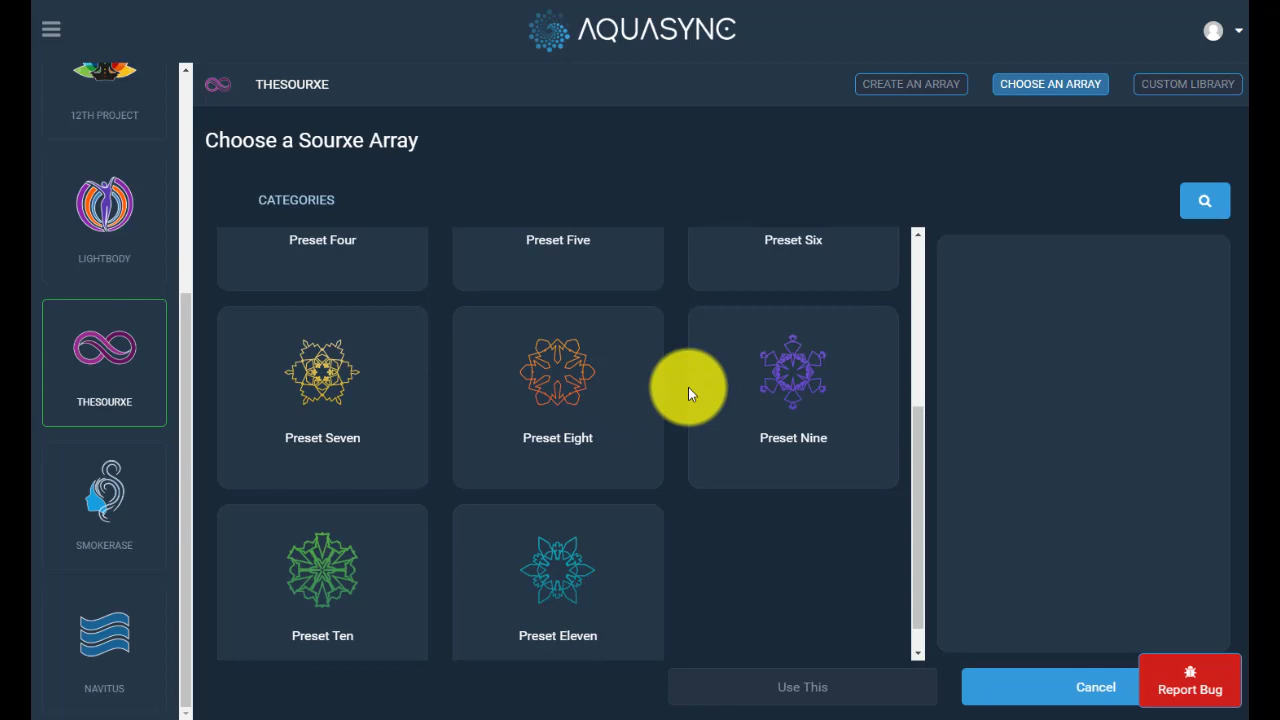 AQUASYNC
12TH PROJECT
LIGHTBODY
THESOURXE
SMOKERASE
NAVITUS
THESOURXE
CREATE AN ARRAY
CHOOSE AN ARRAY
CUSTOM LIBRARY
Choose a Sourxe Array
CATEGORIES
Preset Four
Preset Five
Preset Six
Preset Seven
Preset Eight
Preset Nine
Preset Ten
Preset Eleven
Use This
Cancel
Report Bug